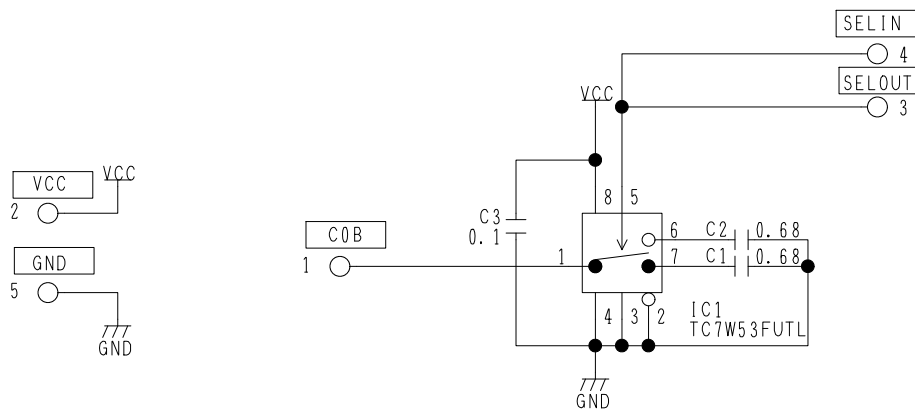 SELIN
4
SELOUT
3
VCC
VCC
VCC
2
8 5
C3
0.1
6 C2 0.68
COB
1
1
7 C1 0.68
GND
5
4 3 2
IC1
TC7W53FUTL
GND
GND